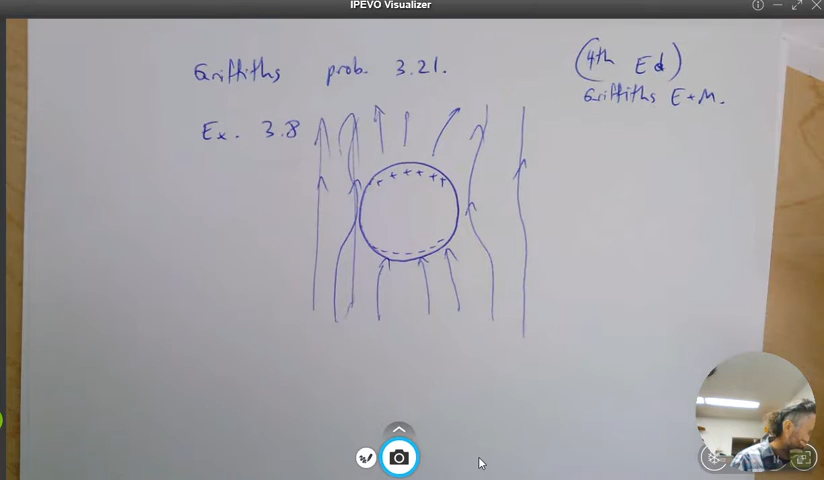 IPEVO Visualizer
Griffiths prob. 3.21.
(4th Ed)
Griffiths E+M.
Ex. 3.8
+ + + + + +
- - - - - - -